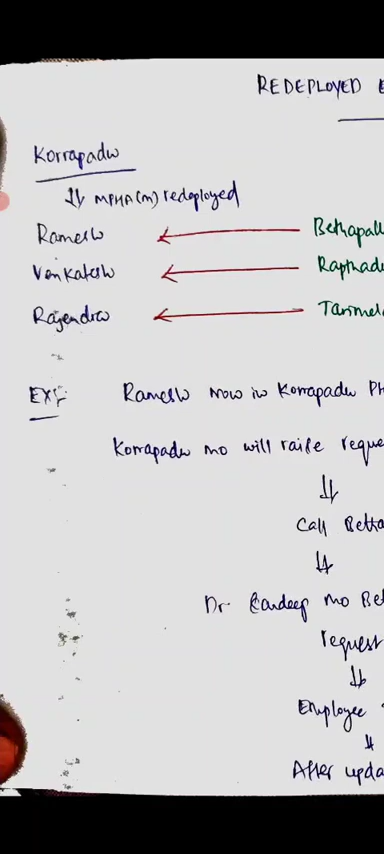 REDEPLOYED E
Korrapadu
⇓ MPHA(m) redeployed
Ramesh ← Bethapall
Venkatesh ← Rapthadu
Rajendra ← Tarimela
EX:- Ramesh now in Korrapadu PH
Korrapadu mo will raise reque
⇓
Call Betta
⇓
Dr. Sandeep mo Bet
request
⇓
Employee
⇓
After upda